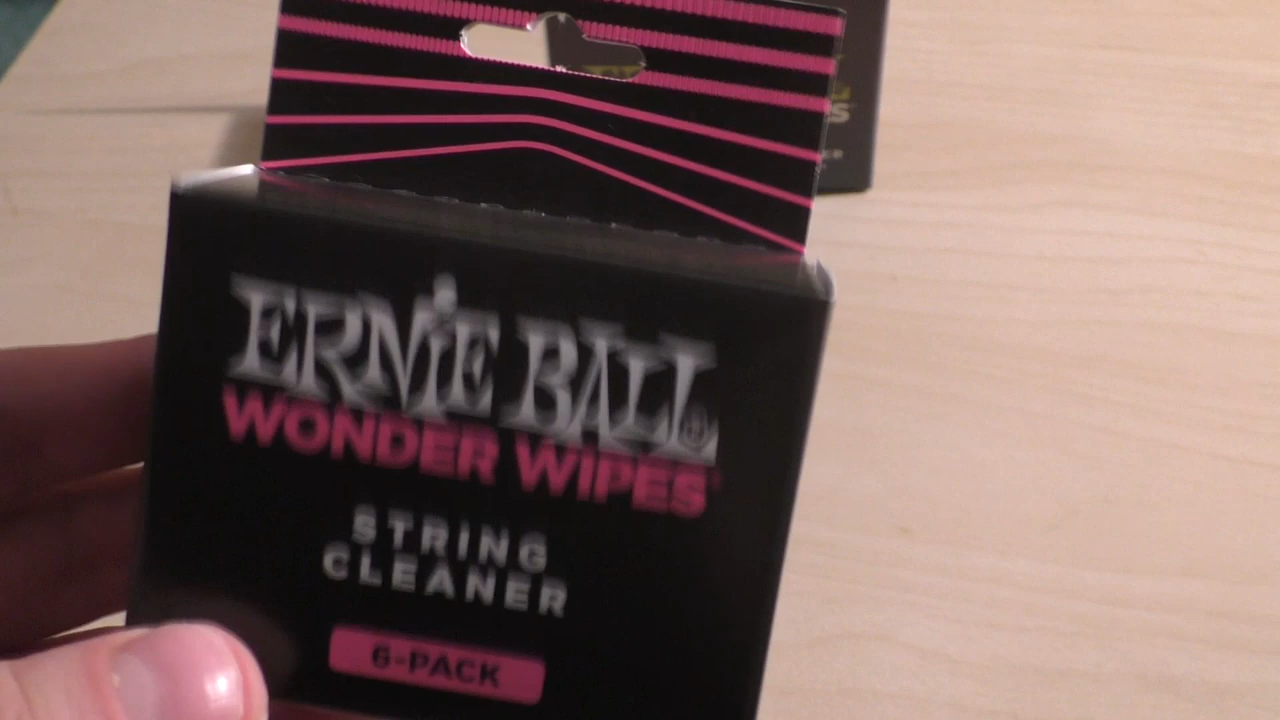 ERNIE BALL®
WONDER WIPES
STRING
CLEANER
6-PACK